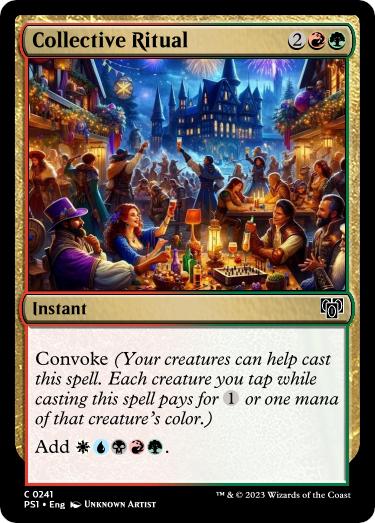 Collective Ritual 2
Instant
Convoke (Your creatures can help cast
this spell. Each creature you tap while
casting this spell pays for 1 or one mana
of that creature's color.)
Add .
C 0241
PS1 • Eng Unknown Artist ™ & © 2023 Wizards of the Coast